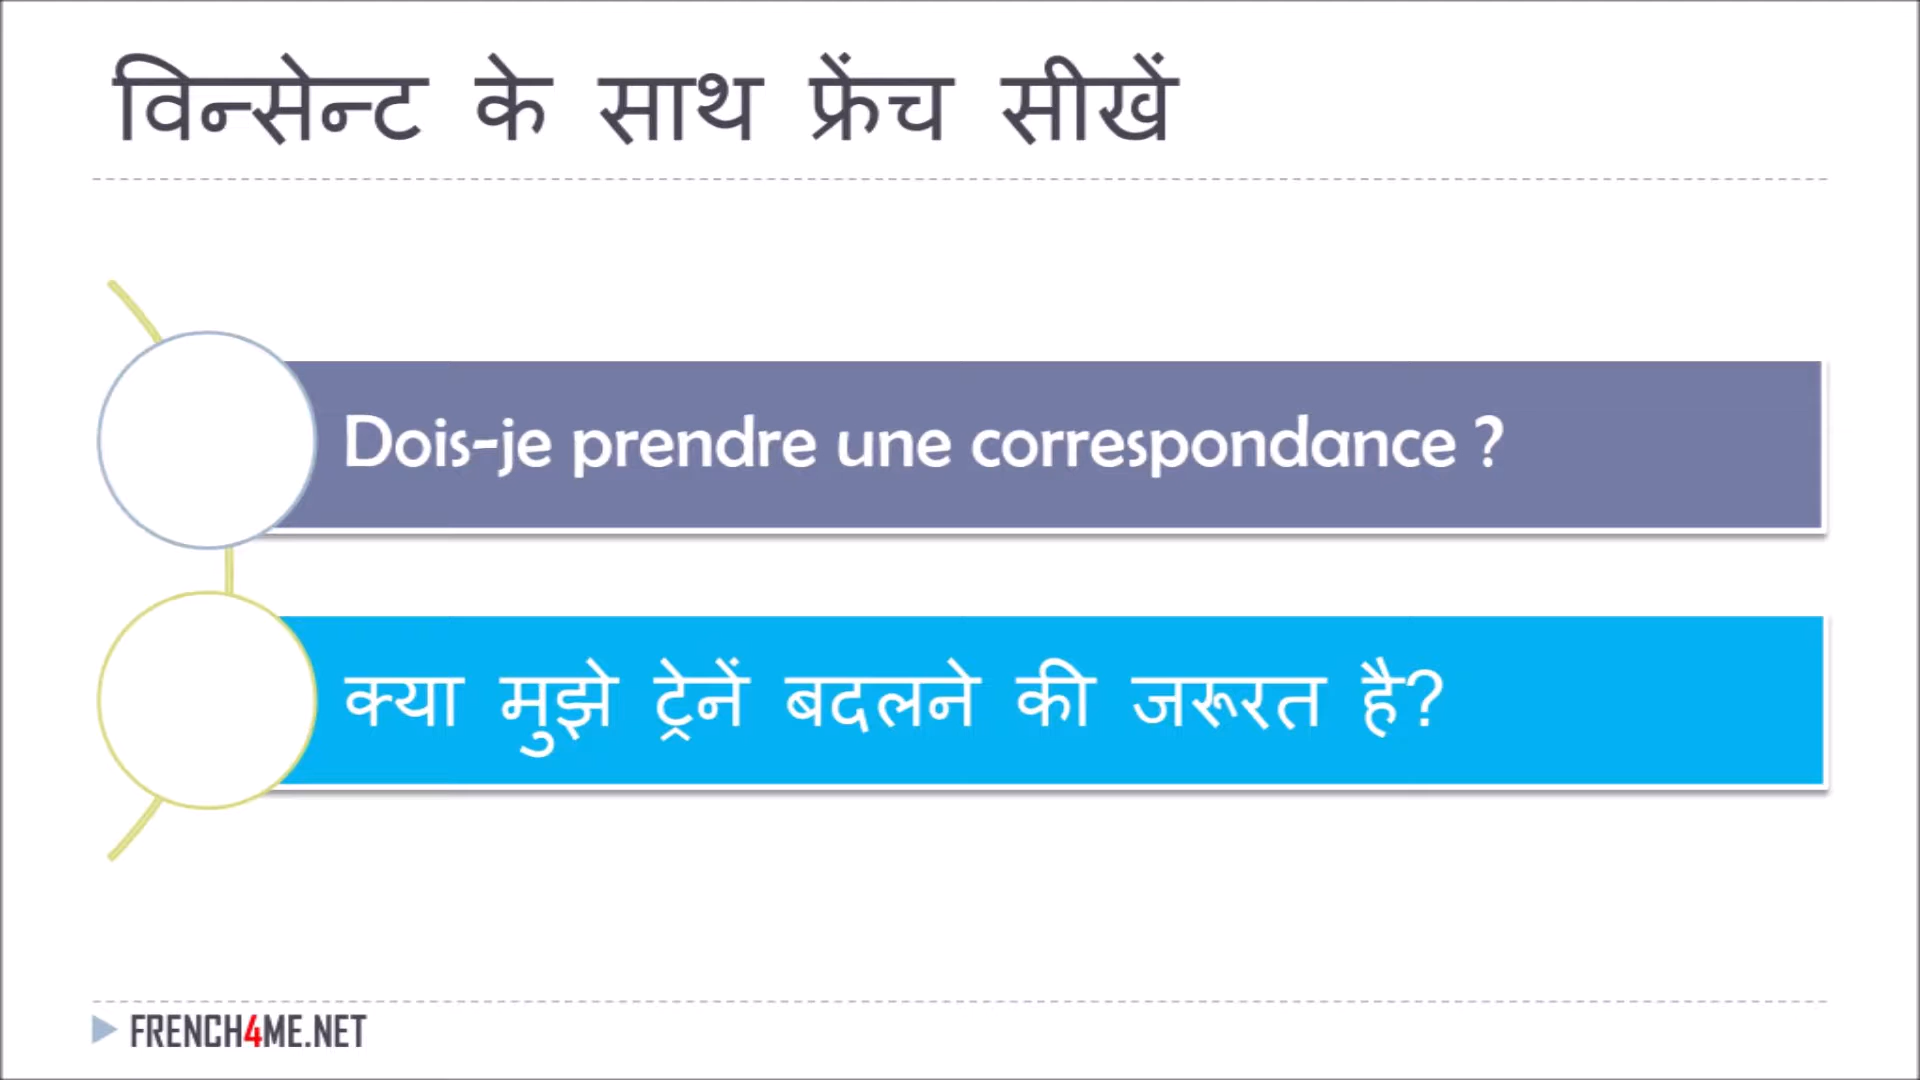 विन्सेन्ट के साथ फ्रेंच सीखें
Dois-je prendre une correspondance ?
क्या मुझे ट्रेनें बदलने की जरूरत है?
FRENCH4ME.NET